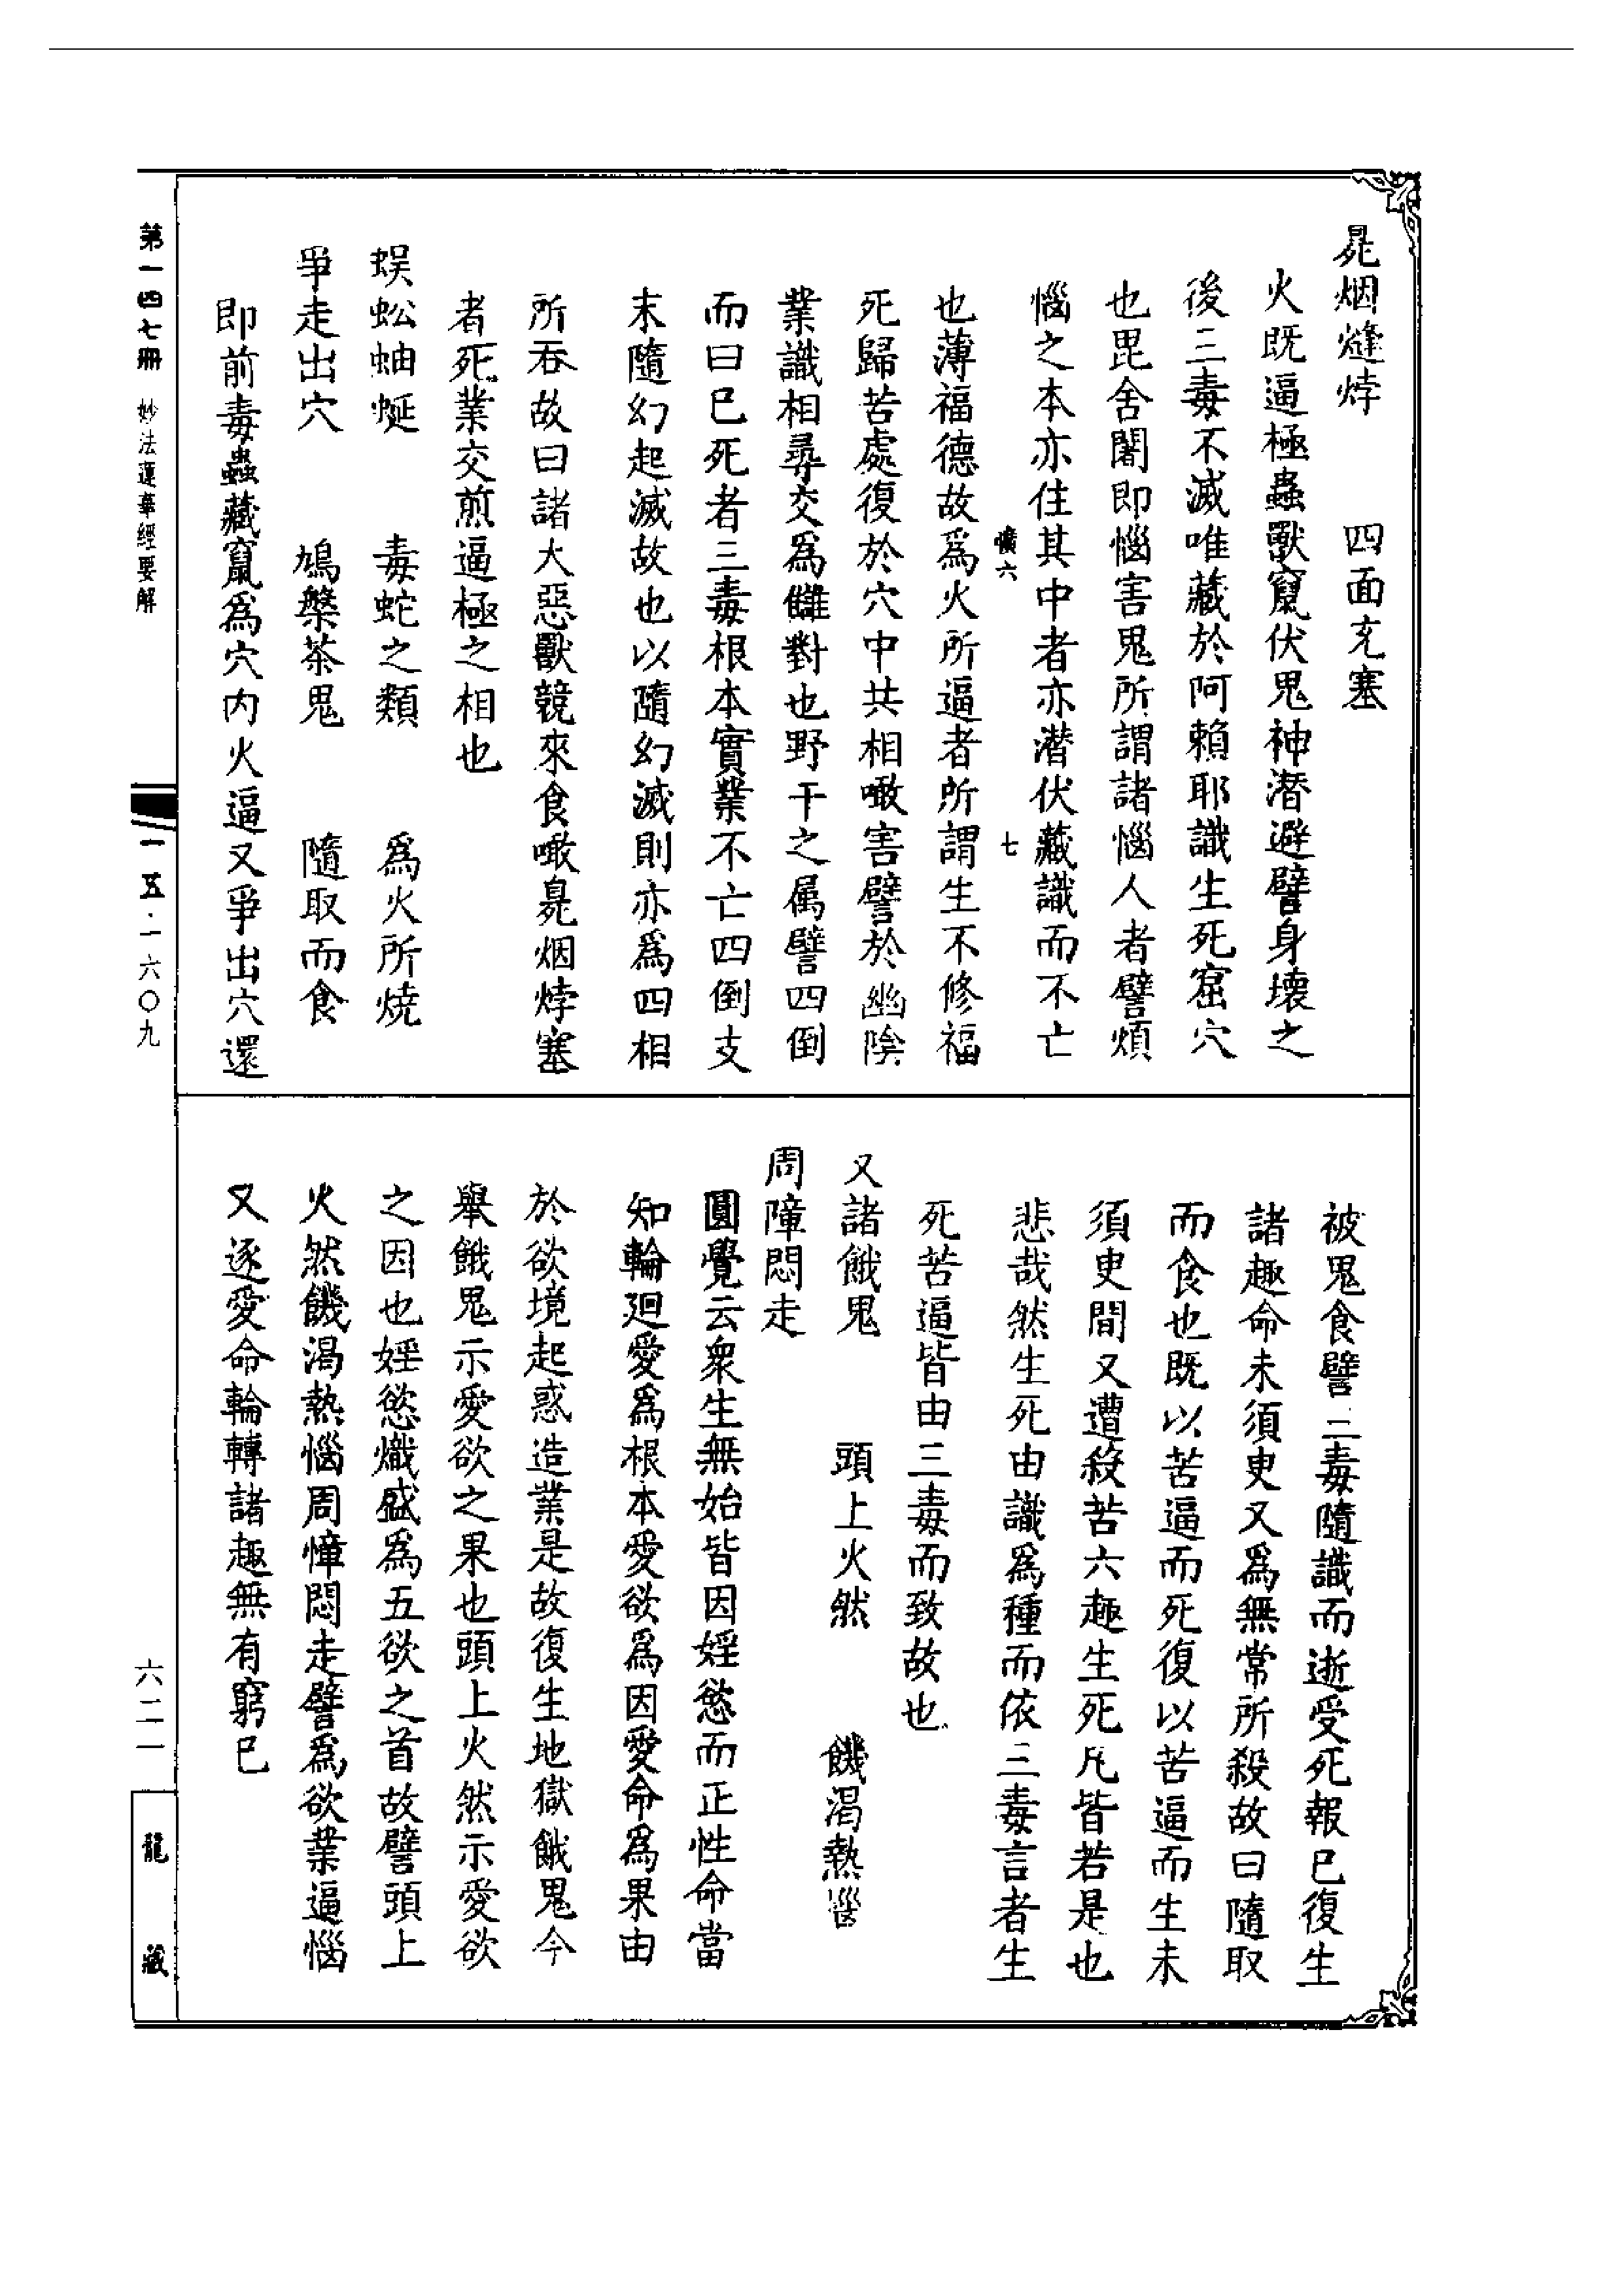 臰烟熢㶿　四面充塞
火既逼極蟲獸竄伏鬼神潛避譬身壞之
後三毒不滅唯藏於阿賴耶識生死窟穴
也毘舍闍即惱害鬼所謂諸惱人者譬煩
惱之本亦住其中者亦潛伏藏識而不亡
㯋六　七
也薄福德故爲火所逼者所謂生不修福
死歸苦處復於穴中共相噉害譬於幽陰
業識相尋交爲讎對也野干之属譬四倒
而曰已死者三毒根本實業不亡四倒支
末隨幻起滅故也以隨幻滅則亦爲四相
所吞故曰諸大惡獸競來食噉臰烟㶿塞
者死業交煎逼極之相也
蜈蚣蚰蜒　毒蛇之類　爲火所燒
爭走出穴　鳩槃茶鬼　隨取而食
即前毒蟲藏竄爲穴内火逼又爭出穴還
被鬼食譬三毒隨識而逝受死報已復生
諸趣命未須臾又爲無常所殺故曰隨取
而食也既以苦逼而死復以苦逼而生未
須臾間又遭殺苦六趣生死凡皆若是也
悲哉然生死由識爲種而依三毒言者生
死苦逼皆由三毒而致故也
又諸餓鬼　頭上火然　饑渴熱惱
周障悶走
圓覺云衆生無始皆因婬慾而正性命當
知輪廻愛爲根本愛欲爲因愛命爲果由
於欲境起惑造業是故復生地獄餓鬼今
舉餓鬼示愛欲之果也頭上火然示愛欲
之因也婬慾熾盛爲五欲之首故譬頭上
火然饑渴熱惱周慞悶走譬爲欲業逼惱
又逐愛命輪轉諸趣無有窮已
第一四七冊　妙法蓮華經要解
一五·一六〇九
六二一
龍藏